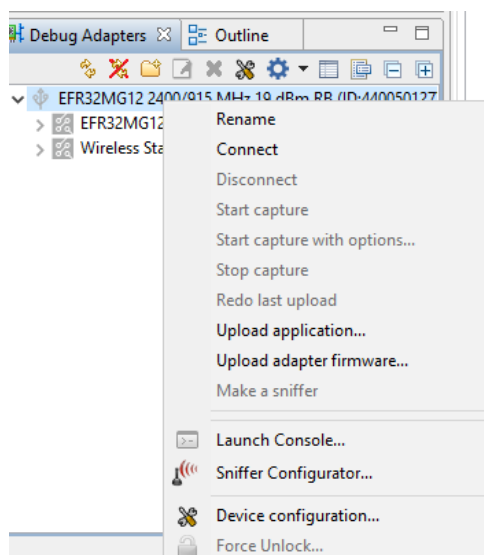 Debug Adapters
Outline
EFR32MG12 2400/915 MHz 19 dBm RB (ID:440050127
EFR32MG12
Wireless Sta
Rename
Connect
Disconnect
Start capture
Start capture with options...
Stop capture
Redo last upload
Upload application...
Upload adapter firmware...
Make a sniffer
Launch Console...
Sniffer Configurator...
Device configuration...
Force Unlock...